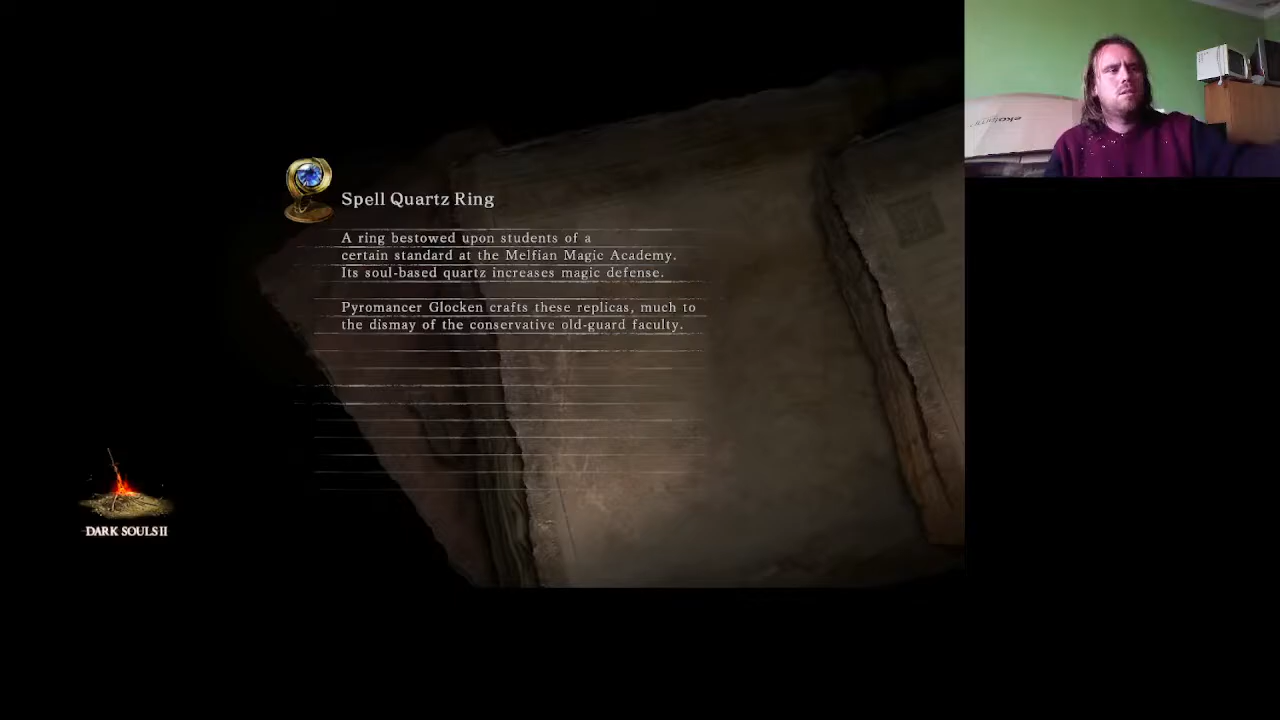 Spell Quartz Ring
A ring bestowed upon students of a
certain standard at the Melfian Magic Academy.
Its soul-based quartz increases magic defense.
Pyromancer Glocken crafts these replicas, much to
the dismay of the conservative old-guard faculty.
DARK SOULS II